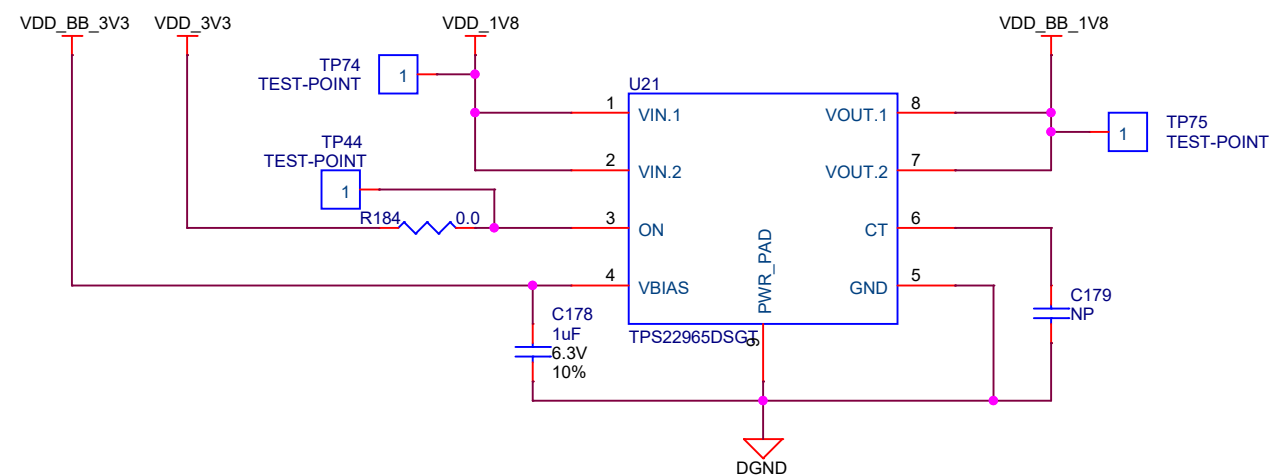 VDD_BB_3V3
VDD_3V3
VDD_1V8
VDD_BB_1V8
TP74
TEST-POINT
1
U21
1
VIN.1
VOUT.1
8
1
TP75
TEST-POINT
TP44
TEST-POINT
1
2
VIN.2
VOUT.2
7
R184
0.0
3
ON
CT
6
4
VBIAS
PWR_PAD
GND
5
C178
1uF
6.3V
10%
TPS22965DSGT
9
C179
NP
DGND